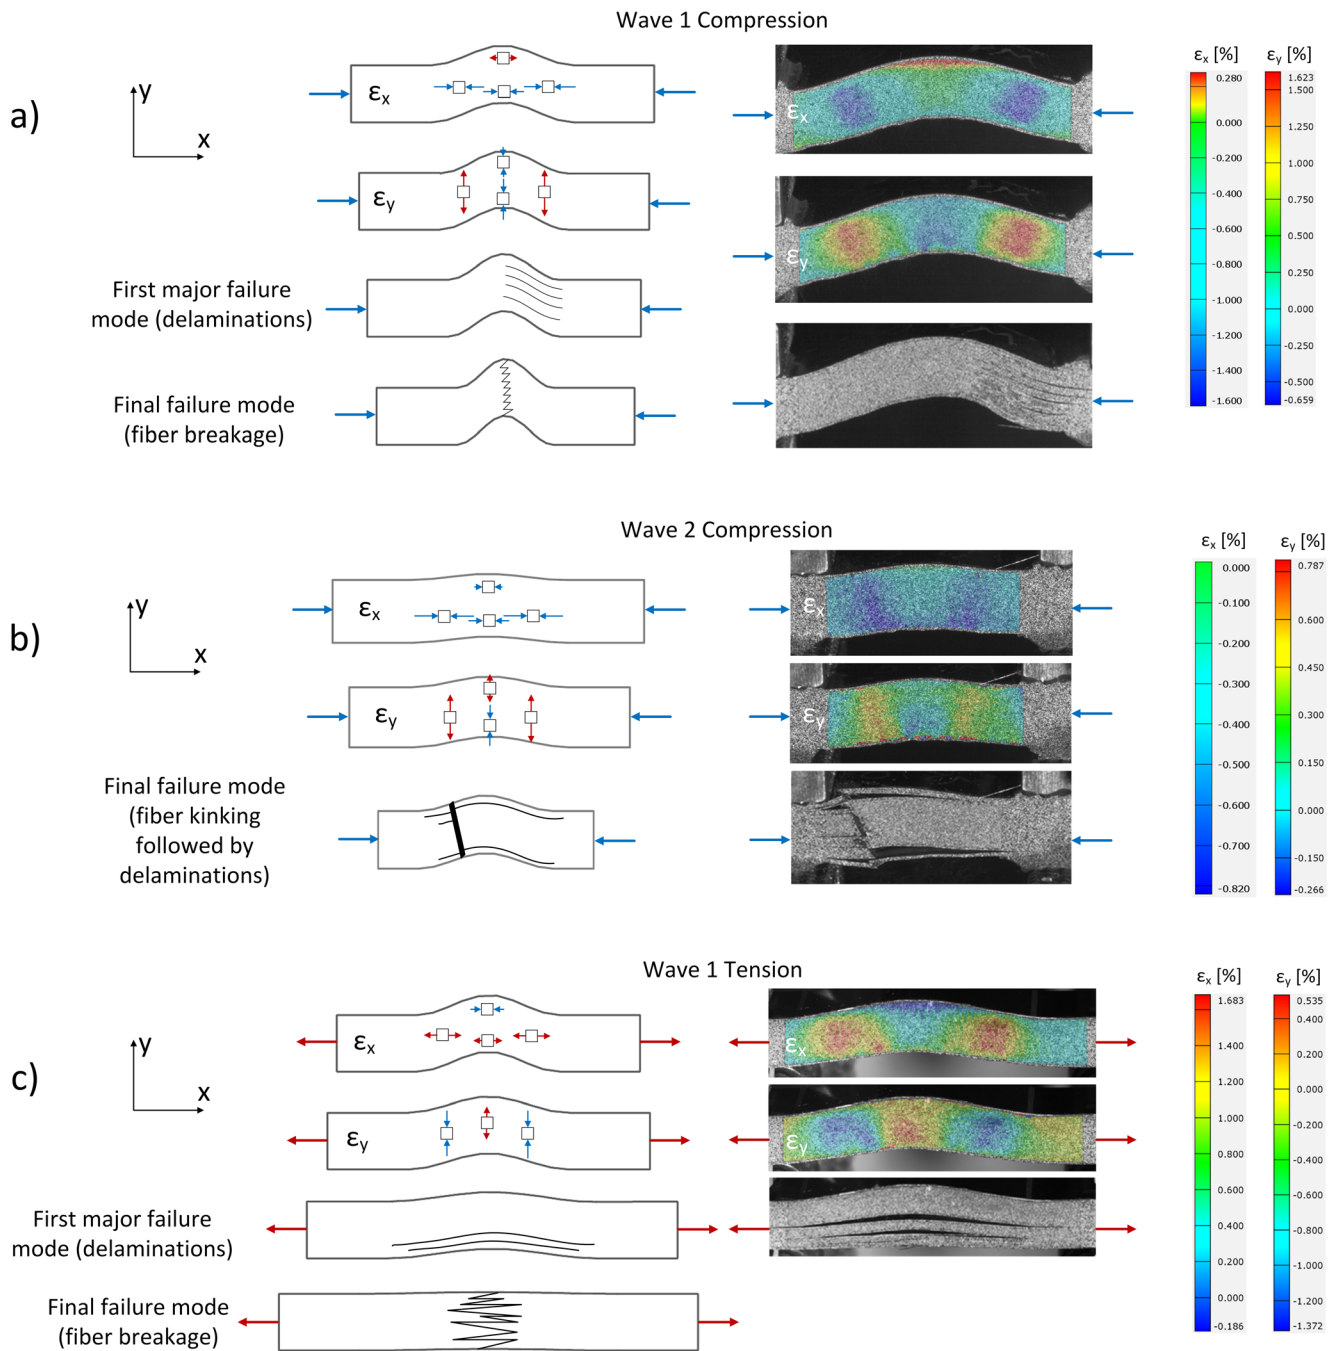 Wave 1 Compression
a)
y
x
εx
εy
First major failure
mode (delaminations)
Final failure mode
(fiber breakage)
εx
εy
εx [%]
0.280
0.000
-0.200
-0.400
-0.600
-0.800
-1.000
-1.200
-1.400
-1.600
εy [%]
1.623
1.500
1.250
1.000
0.750
0.500
0.250
0.000
-0.250
-0.500
-0.659
Wave 2 Compression
b)
y
x
εx
εy
Final failure mode
(fiber kinking
followed by
delaminations)
εx
εy
εx [%]
0.000
-0.100
-0.200
-0.300
-0.400
-0.500
-0.600
-0.700
-0.820
εy [%]
0.787
0.600
0.450
0.300
0.150
0.000
-0.150
-0.266
Wave 1 Tension
c)
y
x
εx
εy
First major failure
mode (delaminations)
Final failure mode
(fiber breakage)
εx
εy
εx [%]
1.683
1.400
1.200
1.000
0.800
0.600
0.400
0.200
0.000
-0.186
εy [%]
0.535
0.400
0.200
0.000
-0.200
-0.400
-0.600
-0.800
-1.000
-1.200
-1.372